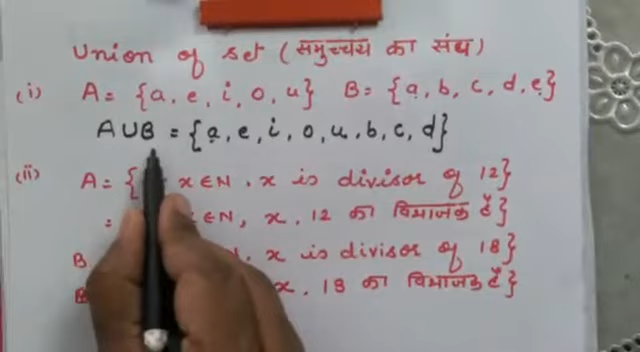 Union of set (समुच्चय का संघ)
(i) A = {a, e, i, o, u} B = {a, b, c, d, e}
A∪B = {a, e, i, o, u, b, c, d}
(ii) A = { x ∈ N, x is divisor of 12}
= ∈ N, x, 12 का विभाजक है}
B , x is divisor of 18}
B x, 18 का विभाजक है}